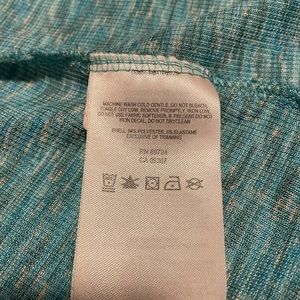 MACHINE WASH COLD GENTLE, DO NOT BLEACH,
TUMBLE DRY LOW, REMOVE PROMPTLY, IRON LOW,
DO NOT USE FABRIC SOFTENER, IF PRESENT DO NOT
IRON DECAL, DO NOT DRYCLEAN
SHELL: 94% POLYESTER, 6% ELASTANE
EXCLUSIVE OF TRIMMING
RN 69724
CA 05307